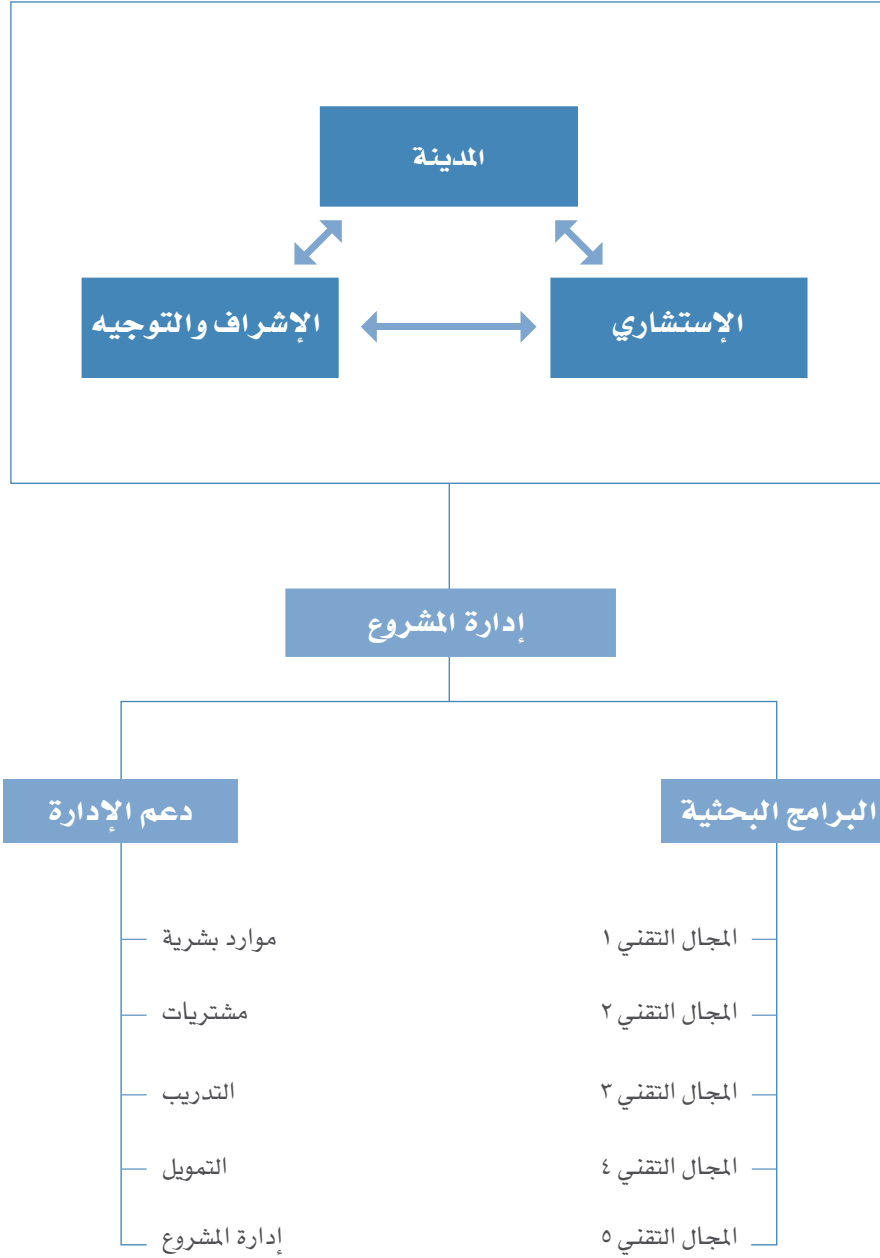 المدينة
الإستشاري
الإشراف والتوجيه
إدارة المشروع
البرامج البحثية
دعم الإدارة
المجال التقني ١
موارد بشرية
المجال التقني ٢
مشتريات
المجال التقني ٣
التدريب
المجال التقني ٤
التمويل
المجال التقني ٥
إدارة المشروع